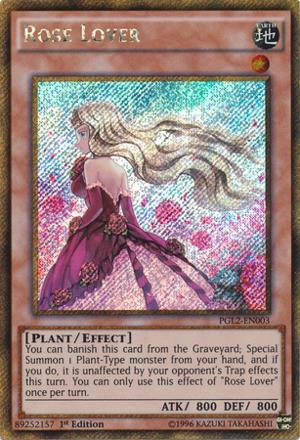 Rose Lover
EARTH
地
PGL2-EN003
[PLANT/EFFECT]
You can banish this card from the Graveyard; Special
Summon 1 Plant-Type monster from your hand, and if
you do, it is unaffected by your opponent's Trap effects
this turn. You can only use this effect of "Rose Lover"
once per turn.
ATK/ 800 DEF/ 800
89252157 1st Edition ©1996 KAZUKI TAKAHASHI